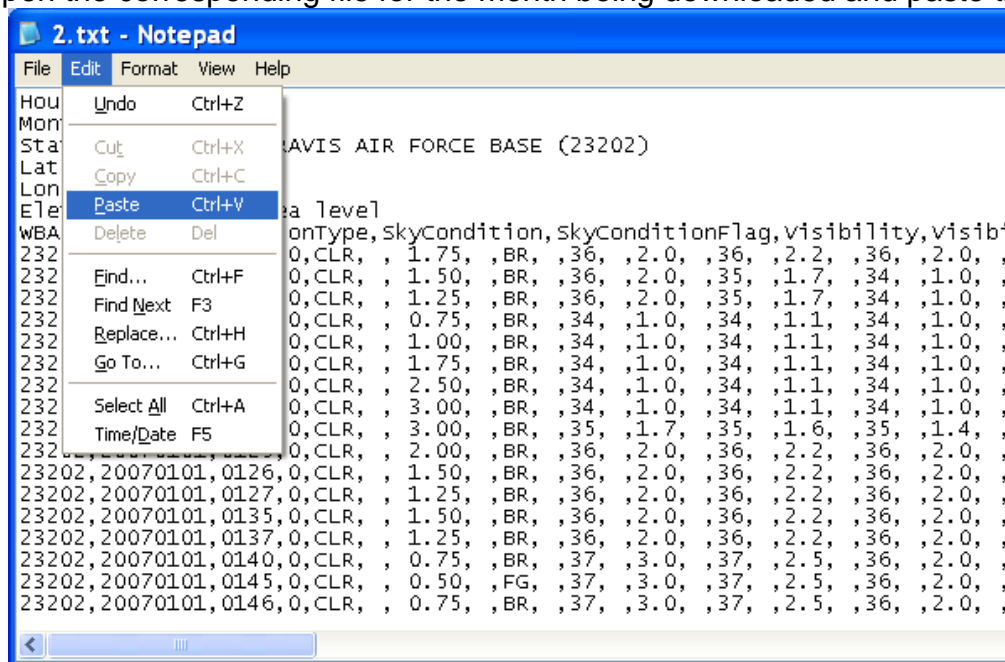 open the corresponding file for the month being downloaded and paste
2.txt - Notepad
File Edit Format View Help
Undo Ctrl+Z
Cut Ctrl+X
Copy Ctrl+C
Paste Ctrl+V
Delete Del
Find... Ctrl+F
Find Next F3
Replace... Ctrl+H
Go To... Ctrl+G
Select All Ctrl+A
Time/Date F5
Hou
Mon
Sta AVIS AIR FORCE BASE (23202)
Lat
Lon
Ele ea level
WBA onType,SkyCondition,SkyConditionFlag,Visibility,Visibi
232 0,CLR, , 1.75, ,BR, ,36, ,2.0, ,36, ,2.2, ,36, ,2.0, ,
232 0,CLR, , 1.50, ,BR, ,36, ,2.0, ,35, ,1.7, ,34, ,1.0, ,
232 0,CLR, , 1.25, ,BR, ,36, ,2.0, ,35, ,1.7, ,34, ,1.0, ,
232 0,CLR, , 0.75, ,BR, ,34, ,1.0, ,34, ,1.1, ,34, ,1.0, ,
232 0,CLR, , 1.00, ,BR, ,34, ,1.0, ,34, ,1.1, ,34, ,1.0, ,
232 0,CLR, , 1.75, ,BR, ,34, ,1.0, ,34, ,1.1, ,34, ,1.0, ,
232 0,CLR, , 2.50, ,BR, ,34, ,1.0, ,34, ,1.1, ,34, ,1.0, ,
232 0,CLR, , 3.00, ,BR, ,34, ,1.0, ,34, ,1.1, ,34, ,1.0, ,
232 0,CLR, , 3.00, ,BR, ,35, ,1.7, ,35, ,1.6, ,35, ,1.4, ,
0,CLR, , 2.00, ,BR, ,36, ,2.0, ,36, ,2.2, ,36, ,2.0, ,
23202,20070101,0126,0,CLR, , 1.50, ,BR, ,36, ,2.0, ,36, ,2.2, ,36, ,2.0, ,
23202,20070101,0127,0,CLR, , 1.25, ,BR, ,36, ,2.0, ,36, ,2.2, ,36, ,2.0, ,
23202,20070101,0135,0,CLR, , 1.50, ,BR, ,36, ,2.0, ,36, ,2.2, ,36, ,2.0, ,
23202,20070101,0137,0,CLR, , 1.25, ,BR, ,36, ,2.0, ,36, ,2.2, ,36, ,2.0, ,
23202,20070101,0140,0,CLR, , 0.75, ,BR, ,37, ,3.0, ,37, ,2.5, ,36, ,2.0, ,
23202,20070101,0145,0,CLR, , 0.50, ,FG, ,37, ,3.0, ,37, ,2.5, ,36, ,2.0, ,
23202,20070101,0146,0,CLR, , 0.75, ,BR, ,37, ,3.0, ,37, ,2.5, ,36, ,2.0, ,